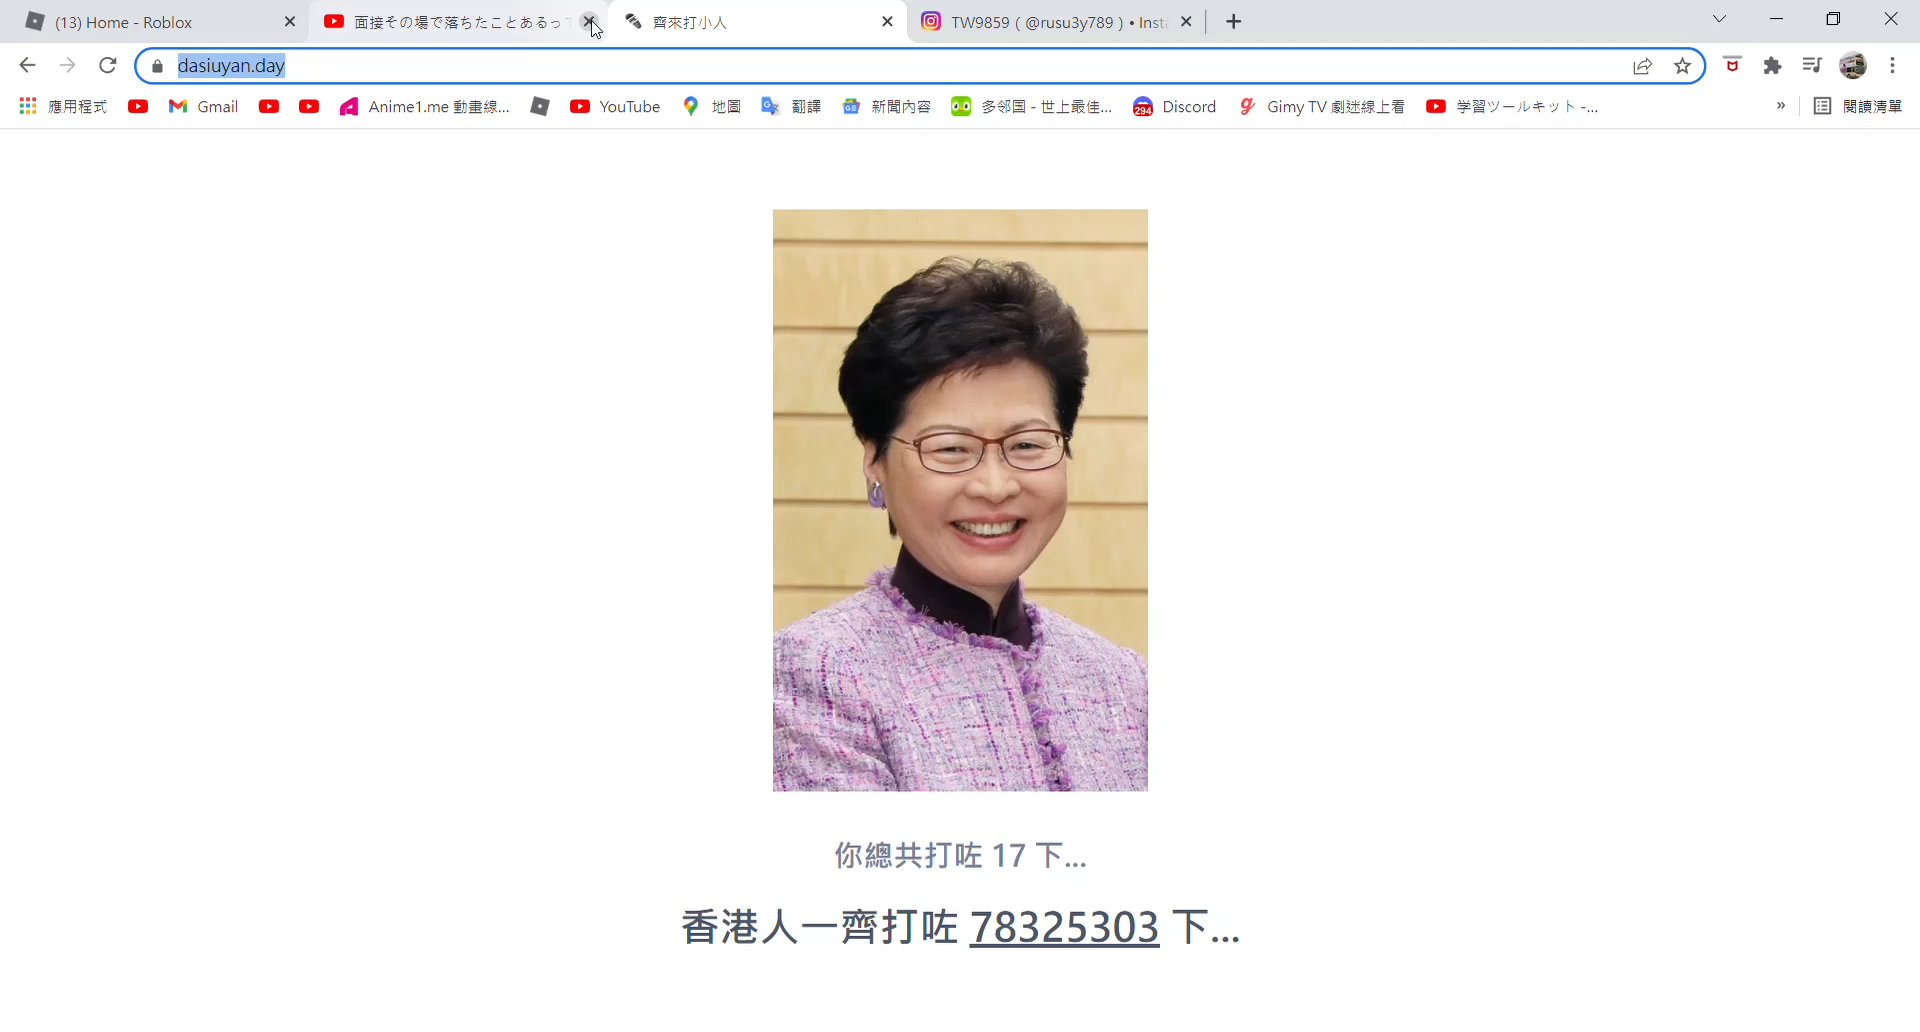 (13) Home - Roblox
面接その場で落ちたことあるっ
齊來打小人
TW9859 ( @rusu3y789 ) • Insta
dasiuyan.day
應用程式
Gmail
Anime1.me 動畫線...
YouTube
地圖
翻譯
新聞內容
多邻国 - 世上最佳...
294
Discord
Gimy TV 劇迷線上看
学習ツールキット -...
»
閱讀清單
你總共打咗 17 下...
香港人一齊打咗 78325303 下...